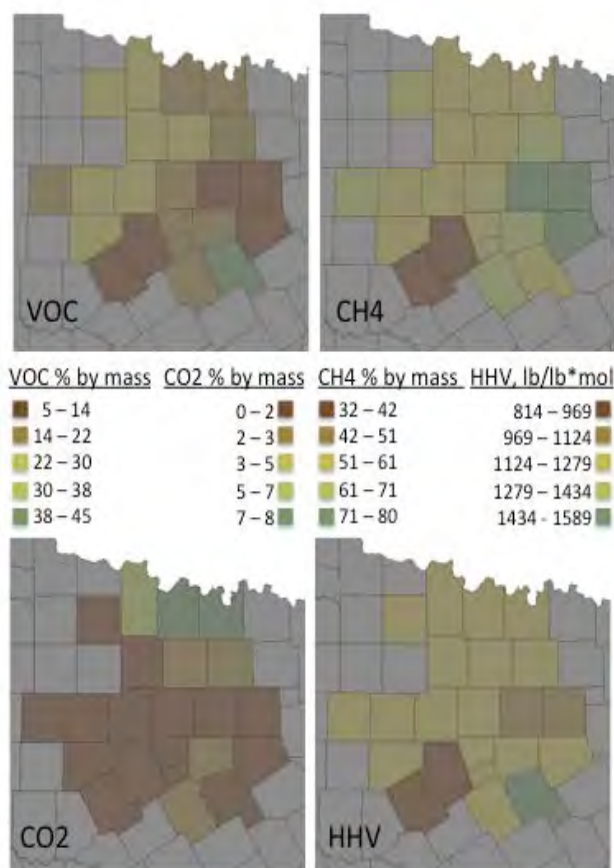 VOC
CH4
VOC % by mass CO2 % by mass CH4 % by mass HHV, lb/lb*mol
5 – 14 0 – 2 32 – 42 814 – 969
14 – 22 2 – 3 42 – 51 969 – 1124
22 – 30 3 – 5 51 – 61 1124 – 1279
30 – 38 5 – 7 61 – 71 1279 – 1434
38 – 45 7 – 8 71 – 80 1434 - 1589
CO2
HHV